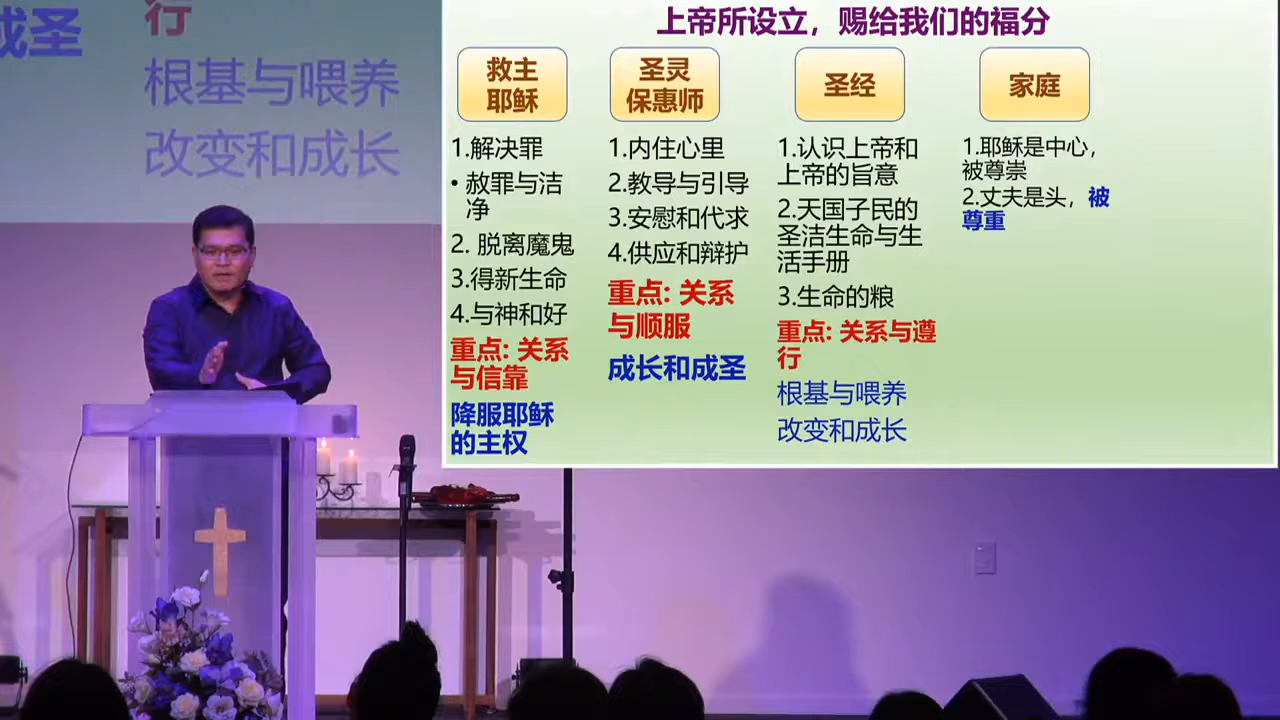 成圣
行
根基与喂养
改变和成长
上帝所设立，赐给我们的福分
救主
耶稣
1.解决罪
• 赦罪与洁
净
2. 脱离魔鬼
3.得新生命
4.与神和好
重点: 关系
与信靠
降服耶稣
的主权
圣灵
保惠师
1.内住心里
2.教导与引导
3.安慰和代求
4.供应和辩护
重点: 关系
与顺服
成长和成圣
圣经
1.认识上帝和
上帝的旨意
2.天国子民的
圣洁生命与生
活手册
3.生命的粮
重点: 关系与遵
行
根基与喂养
改变和成长
家庭
1.耶稣是中心，
被尊崇
2.丈夫是头，被
尊重